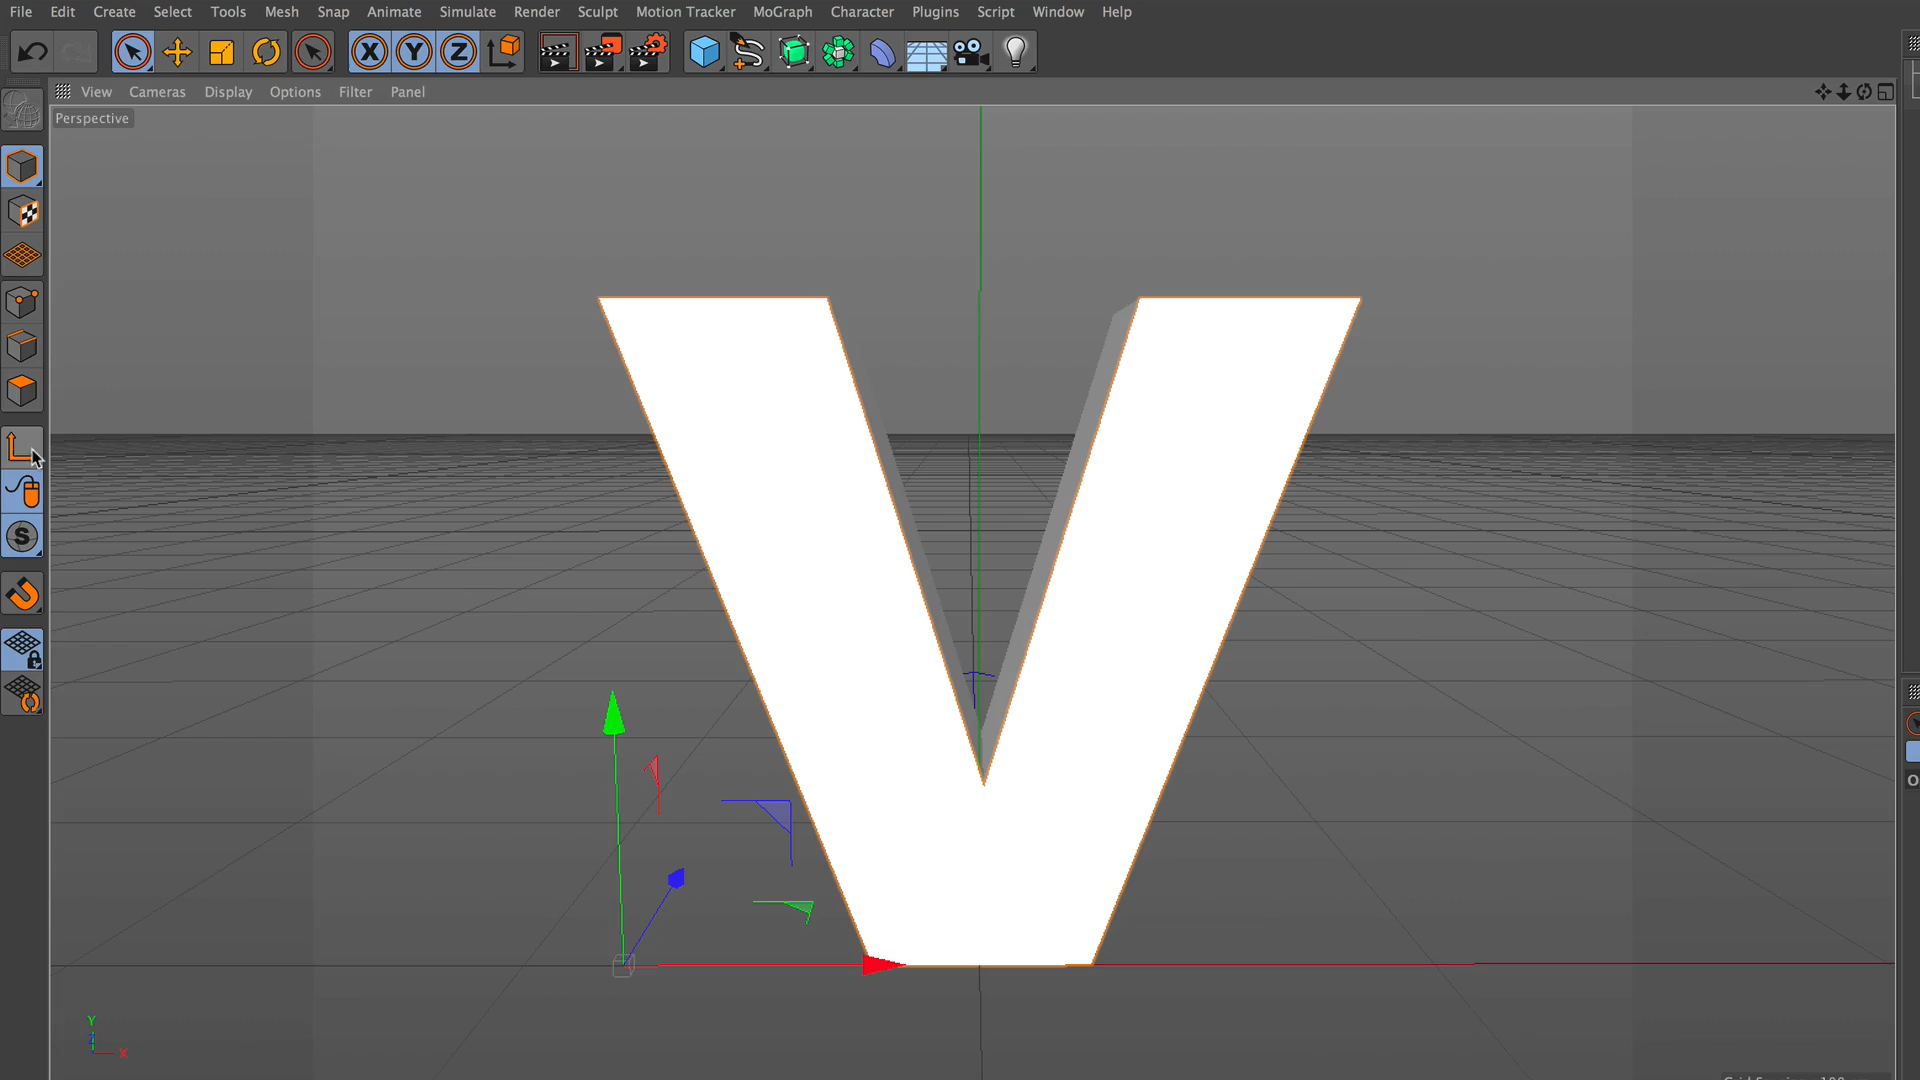 File Edit Create Select Tools Mesh Snap Animate Simulate Render Sculpt Motion Tracker MoGraph Character Plugins Script Window Help
X Y Z
View Cameras Display Options Filter Panel
Perspective
V
S
Y
Z
X